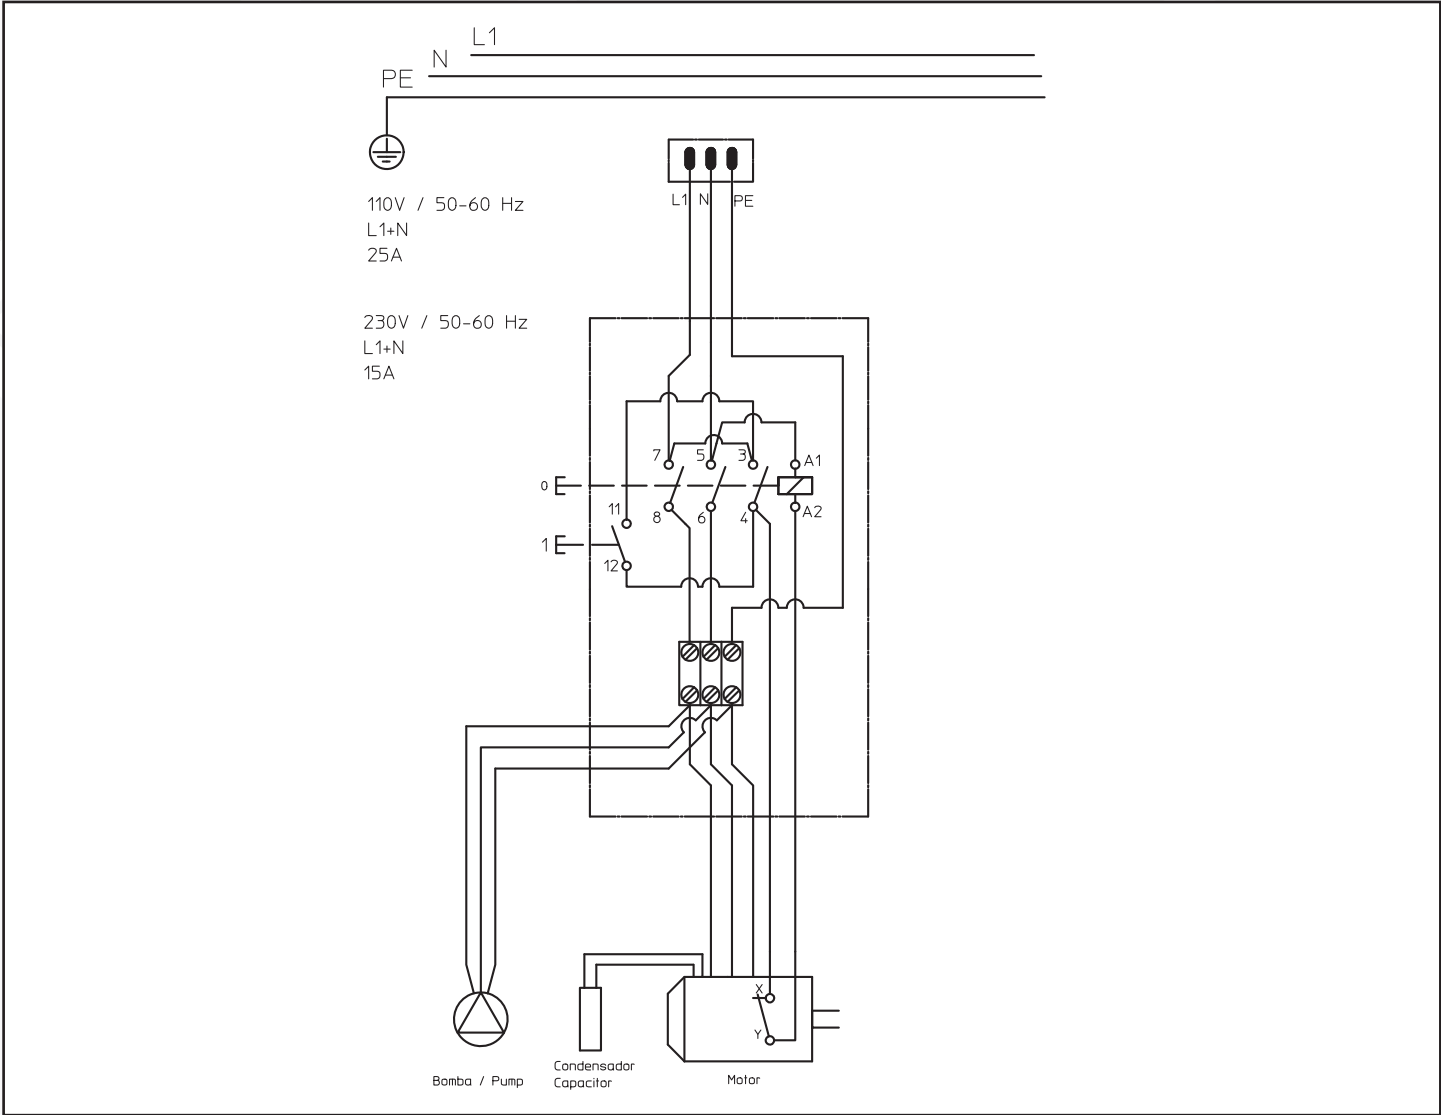 L1
N
PE
L1 N PE
110V / 50-60 Hz
L1+N
25A
230V / 50-60 Hz
L1+N
15A
7 5 3 A1
0
11 8 6 4 A2
1
12
X
Y
Condensador
Capacitor
Bomba / Pump
Motor